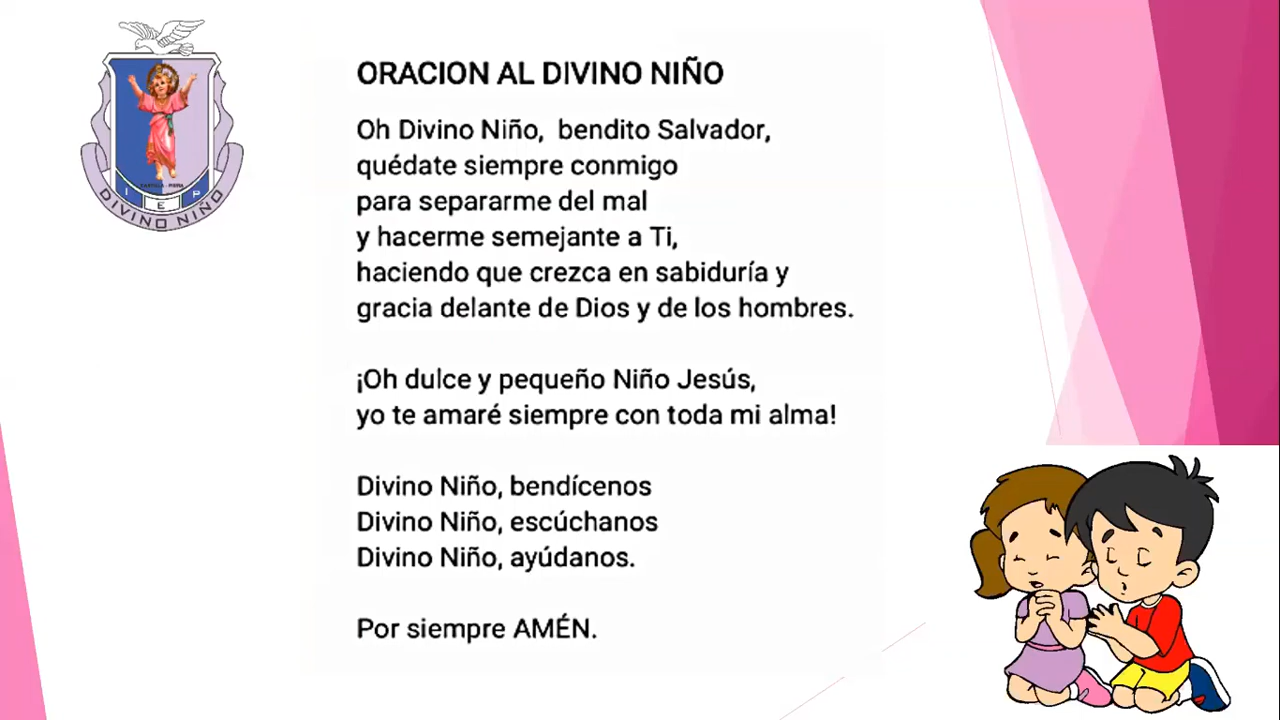 ORACION AL DIVINO NIÑO
Oh Divino Niño, bendito Salvador,
quédate siempre conmigo
para separarme del mal
y hacerme semejante a Ti,
haciendo que crezca en sabiduría y
gracia delante de Dios y de los hombres.
¡Oh dulce y pequeño Niño Jesús,
yo te amaré siempre con toda mi alma!
Divino Niño, bendícenos
Divino Niño, escúchanos
Divino Niño, ayúdanos.
Por siempre AMÉN.
I E P
DIVINO NIÑO